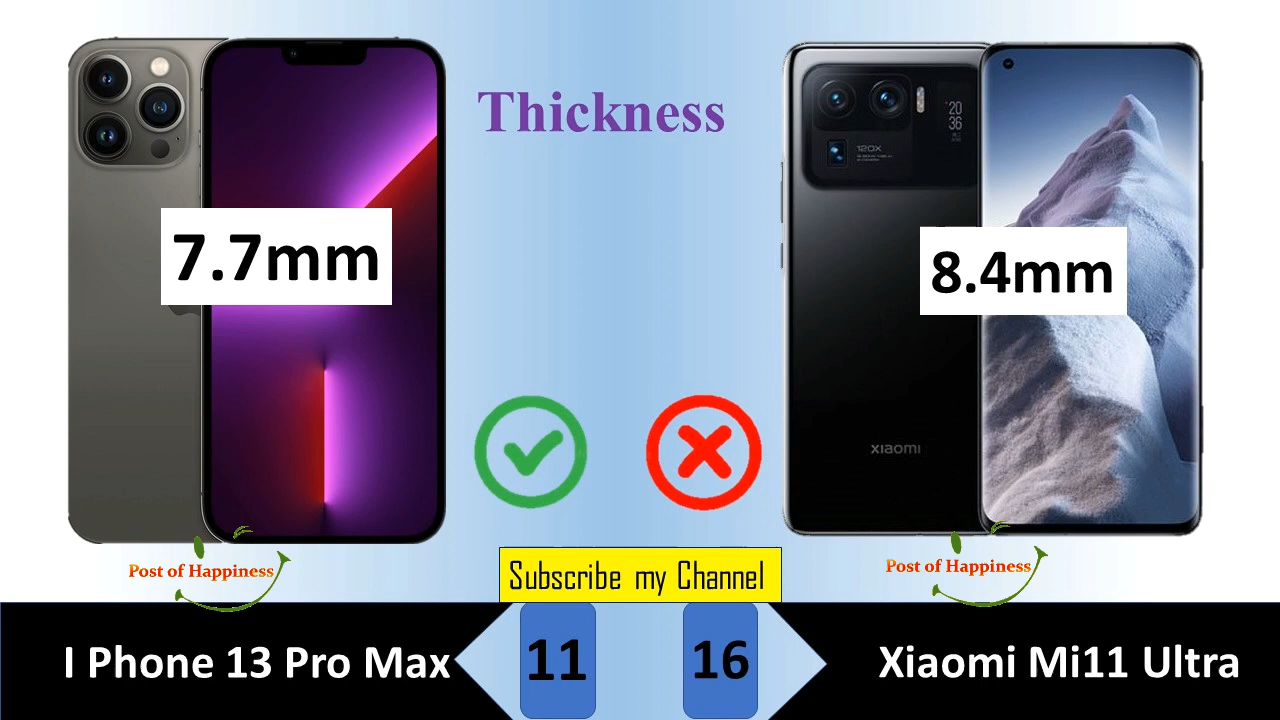 Thickness
20
36
120X
7.7mm
8.4mm
xiaomi
Subscribe my Channel
Post of Happiness
Post of Happiness
I Phone 13 Pro Max
11
16
Xiaomi Mi11 Ultra